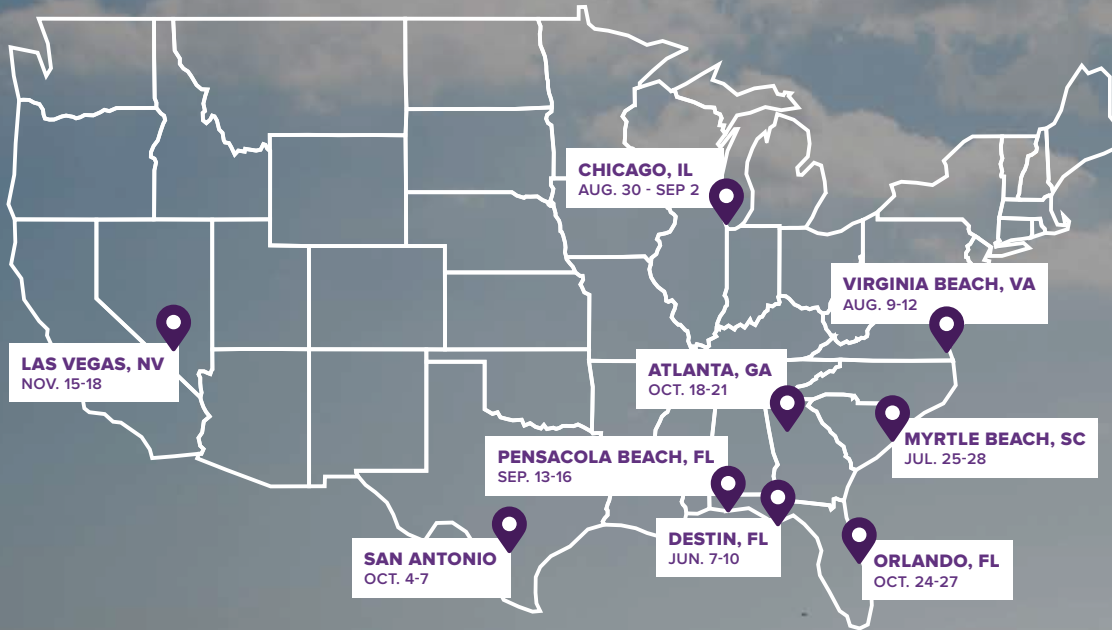 CHICAGO, IL
AUG. 30 - SEP 2
VIRGINIA BEACH, VA
AUG. 9-12
LAS VEGAS, NV
NOV. 15-18
ATLANTA, GA
OCT. 18-21
MYRTLE BEACH, SC
JUL. 25-28
PENSACOLA BEACH, FL
SEP. 13-16
DESTIN, FL
JUN. 7-10
SAN ANTONIO
OCT. 4-7
ORLANDO, FL
OCT. 24-27